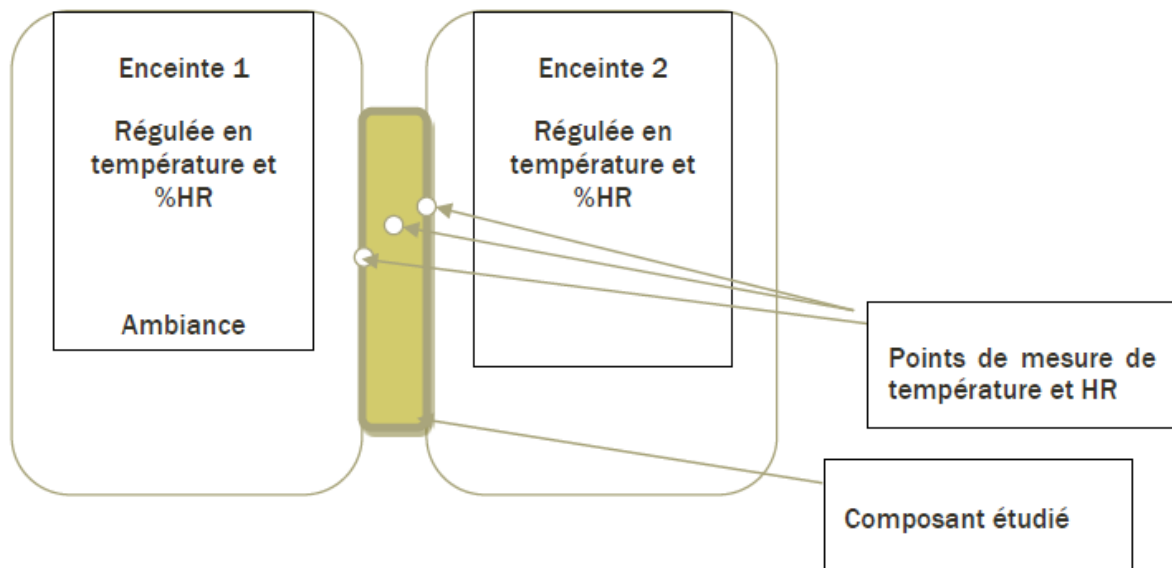 Enceinte 1
Régulée en
température et
%HR
Ambiance
Enceinte 2
Régulée en
température et
%HR
Points de mesure de
température et HR
Composant étudié